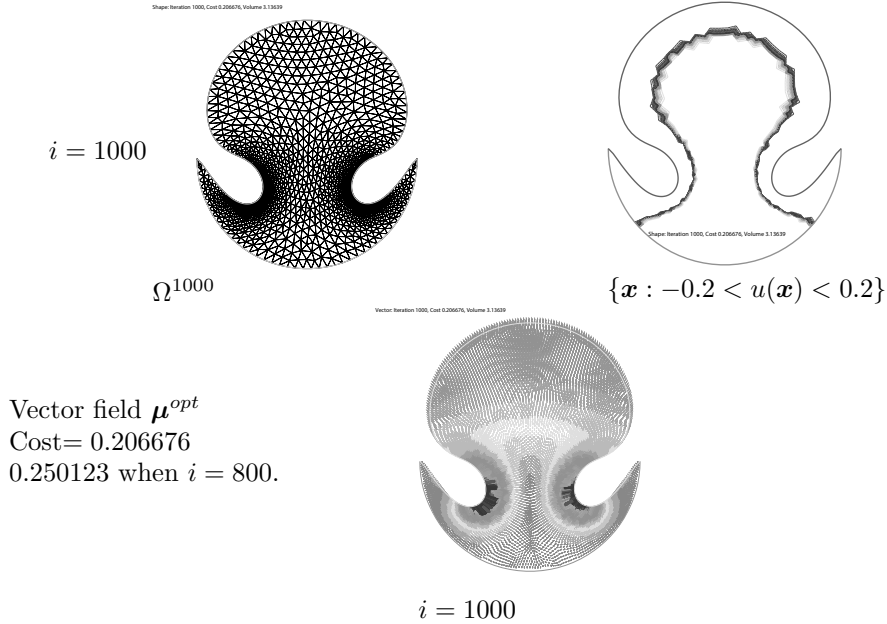 Shape: Iteration 1000, Cost 0.206676, Volume 3.13639
i = 1000
Ω^1000
Shape: Iteration 1000, Cost 0.206676, Volume 3.13639
{x : −0.2 < u(x) < 0.2}
Vector: Iteration 1000, Cost 0.206676, Volume 3.13639
Vector field μ^opt
Cost= 0.206676
0.250123 when i = 800.
i = 1000